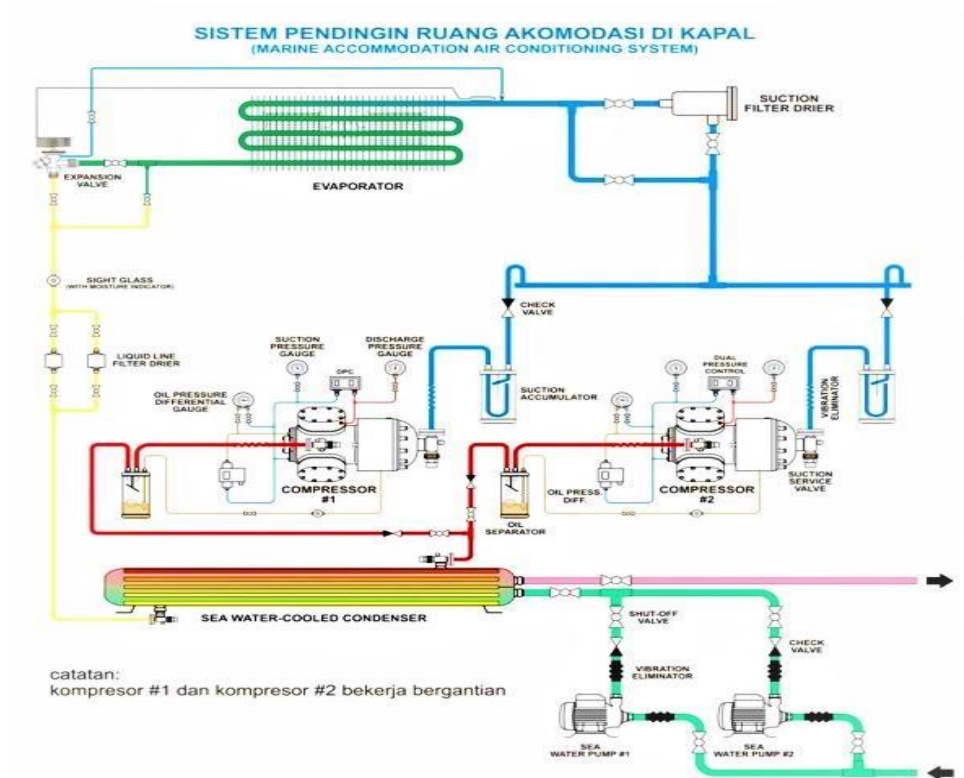 SISTEM PENDINGIN RUANG AKOMODASI DI KAPAL
(MARINE ACCOMMODATION AIR CONDITIONING SYSTEM)
SUCTION
FILTER DRIER
EXPANSION
VALVE
EVAPORATOR
SIGHT GLASS
(WITH MOISTURE INDICATOR)
CHECK
VALVE
SUCTION
PRESSURE
GAUGE
DISCHARGE
PRESSURE
GAUGE
LIQUID LINE
FILTER DRIER
DPC
DUAL
PRESSURE
CONTROL
OIL PRESSURE
DIFFERENTIAL
GAUGE
SUCTION
ACCUMULATOR
VIBRATION
ELIMINATOR
COMPRESSOR
#1
OIL PRESS.
DIFF.
COMPRESSOR
#2
SUCTION
SERVICE
VALVE
OIL
SEPARATOR
SEA WATER-COOLED CONDENSER
SHUT-OFF
VALVE
CHECK
VALVE
VIBRATION
ELIMINATOR
catatan:
kompresor #1 dan kompresor #2 bekerja bergantian
SEA
WATER PUMP #1
SEA
WATER PUMP #2